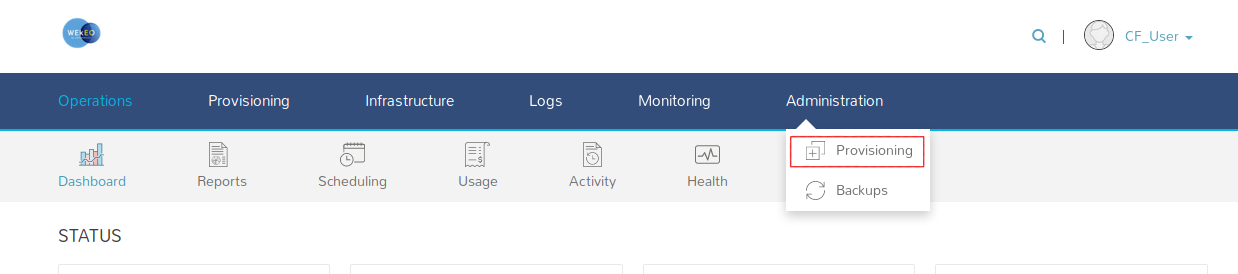 WEkEO
CF_User
Operations Provisioning Infrastructure Logs Monitoring Administration
Provisioning
Dashboard Reports Scheduling Usage Activity Health
Backups
STATUS